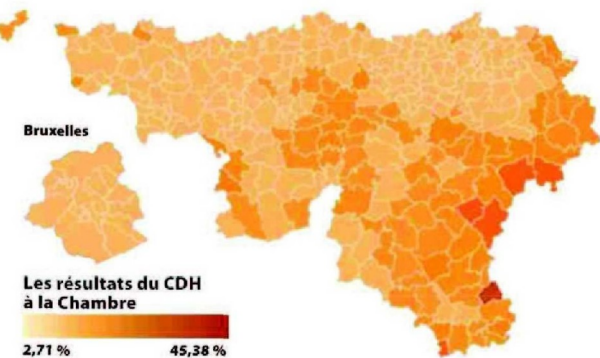 Bruxelles
Les résultats du CDH
à la Chambre
2,71 % 45,38 %